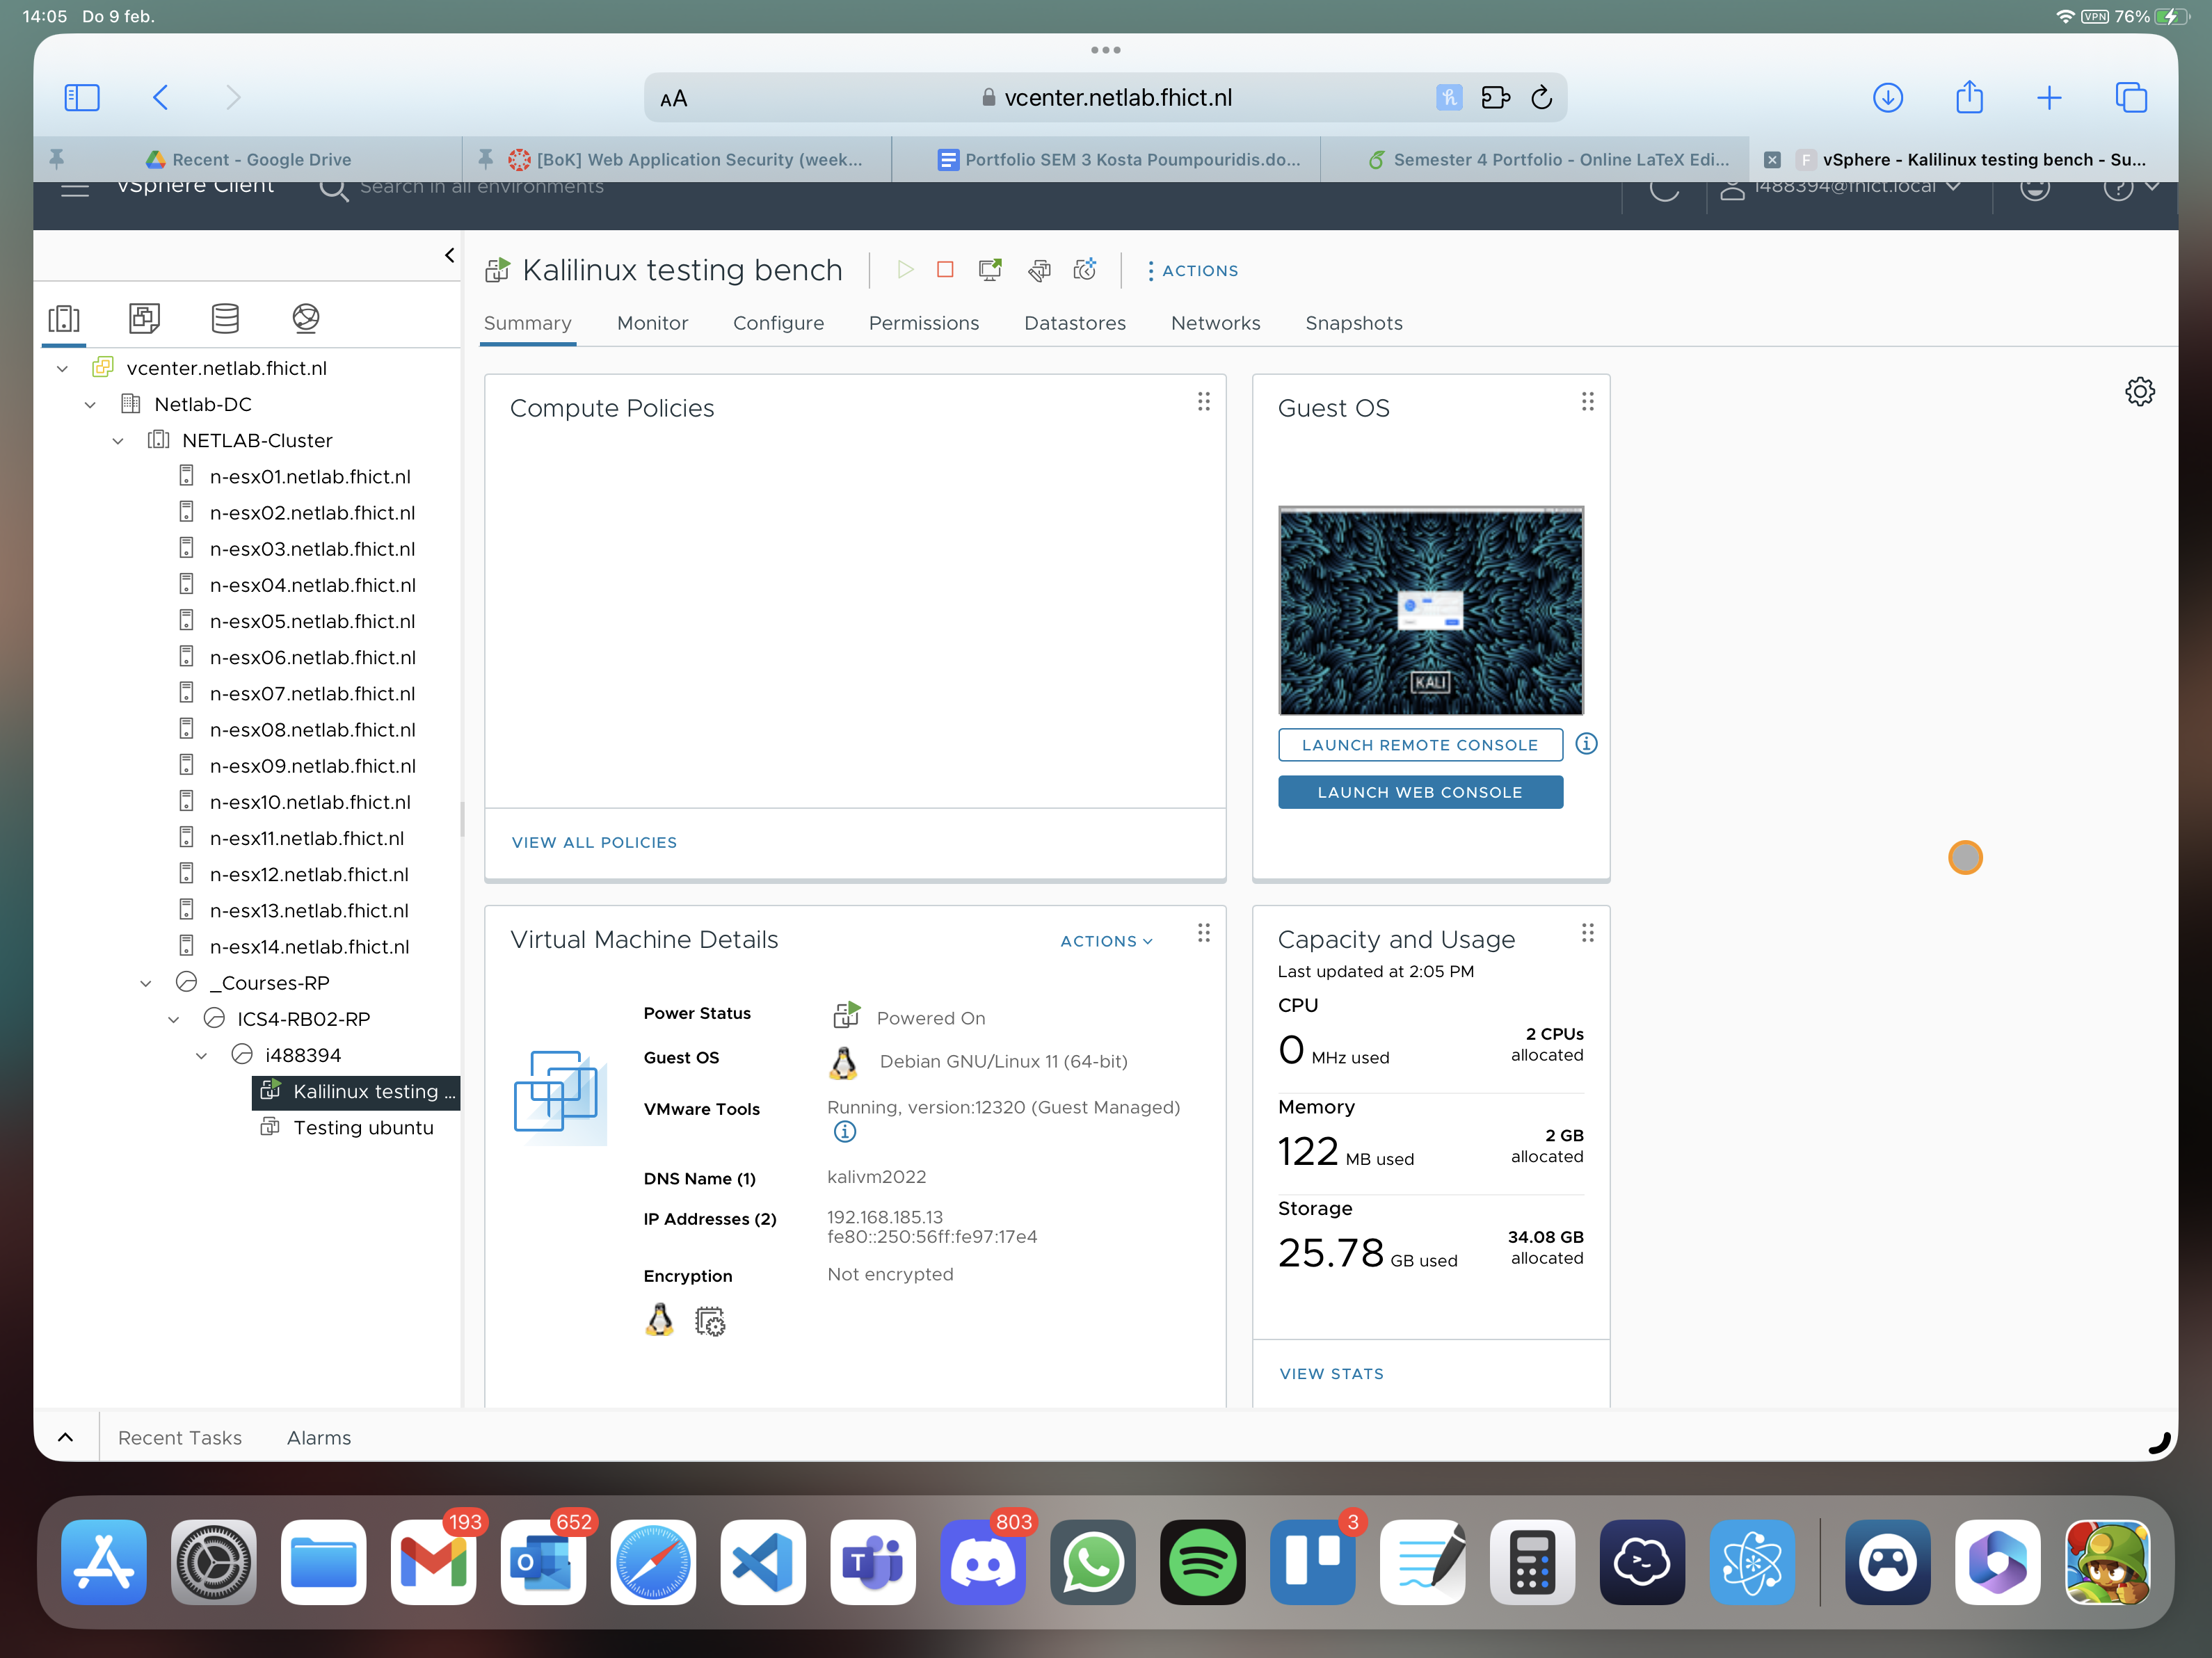 14:05 Do 9 feb.
VPN 76%
AA vcenter.netlab.fhict.nl
Recent - Google Drive
[BoK] Web Application Security (week...
Portfolio SEM 3 Kosta Poumpouridis.do...
Semester 4 Portfolio - Online LaTeX Edi...
F vSphere - Kalilinux testing bench - Su...
vSphere Client
Search in all environments
i488394@fhict.local
Kalilinux testing bench
ACTIONS
Summary Monitor Configure Permissions Datastores Networks Snapshots
vcenter.netlab.fhict.nl
Netlab-DC
NETLAB-Cluster
n-esx01.netlab.fhict.nl
n-esx02.netlab.fhict.nl
n-esx03.netlab.fhict.nl
n-esx04.netlab.fhict.nl
n-esx05.netlab.fhict.nl
n-esx06.netlab.fhict.nl
n-esx07.netlab.fhict.nl
n-esx08.netlab.fhict.nl
n-esx09.netlab.fhict.nl
n-esx10.netlab.fhict.nl
n-esx11.netlab.fhict.nl
n-esx12.netlab.fhict.nl
n-esx13.netlab.fhict.nl
n-esx14.netlab.fhict.nl
_Courses-RP
ICS4-RB02-RP
i488394
Kalilinux testing ...
Testing ubuntu
Compute Policies
VIEW ALL POLICIES
Guest OS
KALI
LAUNCH REMOTE CONSOLE
LAUNCH WEB CONSOLE
Virtual Machine Details
ACTIONS
Power Status Powered On
Guest OS Debian GNU/Linux 11 (64-bit)
VMware Tools Running, version:12320 (Guest Managed)
DNS Name (1) kalivm2022
IP Addresses (2) 192.168.185.13
fe80::250:56ff:fe97:17e4
Encryption Not encrypted
Capacity and Usage
Last updated at 2:05 PM
CPU
0 MHz used
2 CPUs
allocated
Memory
122 MB used
2 GB
allocated
Storage
25.78 GB used
34.08 GB
allocated
VIEW STATS
Recent Tasks Alarms
193
652
803
3